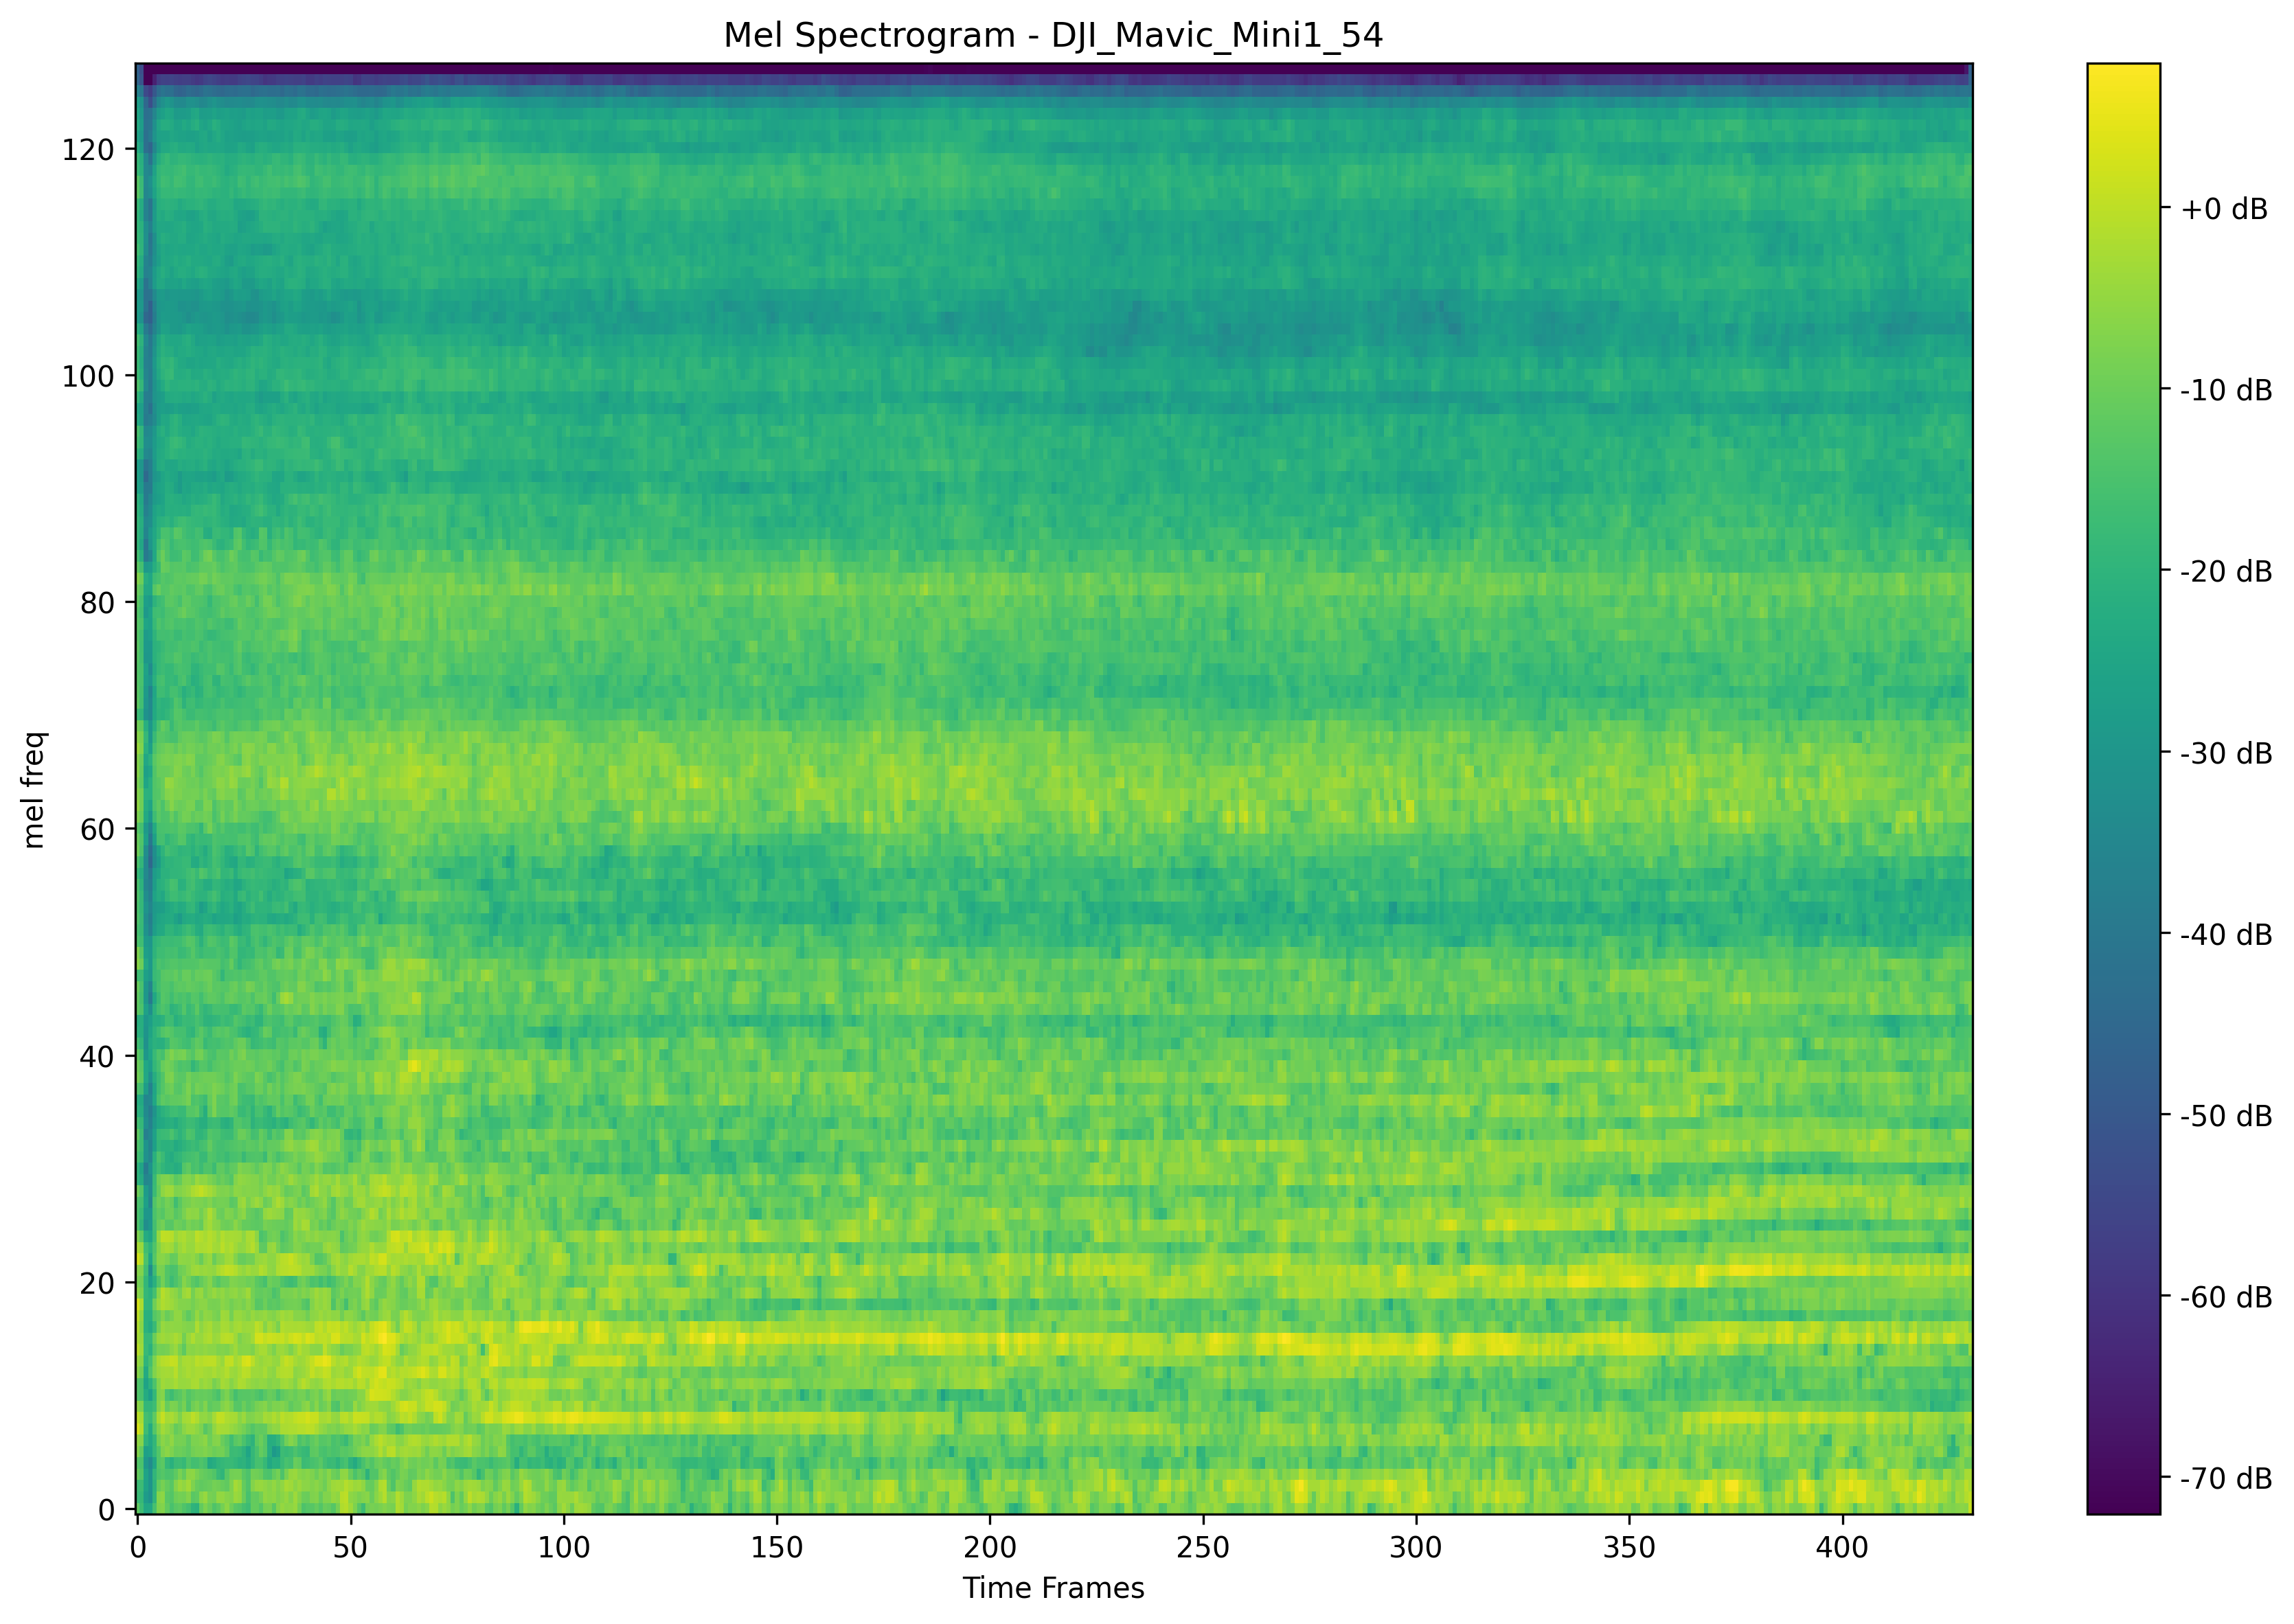 Mel Spectrogram - DJI_Mavic_Mini1_54
mel freq
120
100
80
60
40
20
0
0 50 100 150 200 250 300 350 400
Time Frames
+0 dB
-10 dB
-20 dB
-30 dB
-40 dB
-50 dB
-60 dB
-70 dB